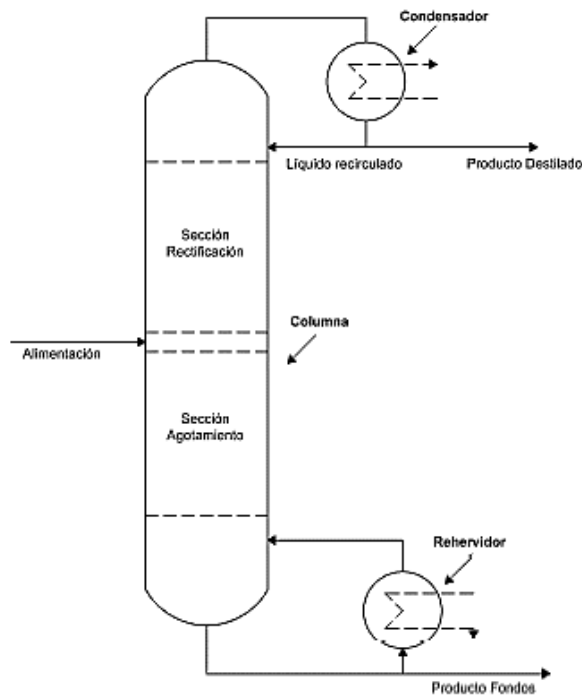 Condensador
Líquido recirculado
Producto Destilado
Sección
Rectificación
Columna
Alimentación
Sección
Agotamiento
Rehervidor
Producto Fondos